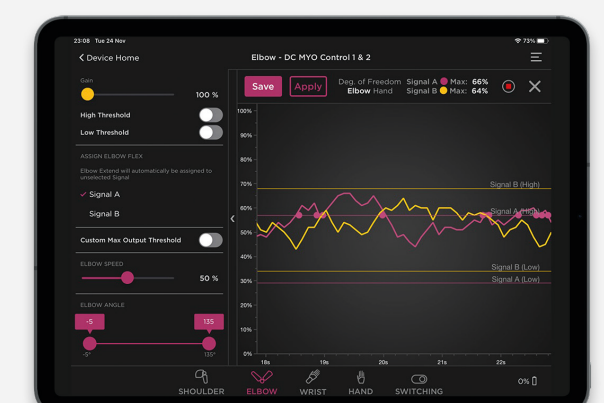 23:08 Tue 24 Nov
73%
Device Home
Elbow - DC MYO Control 1 & 2
Gain
100 %
High Threshold
Low Threshold
ASSIGN ELBOW FLEX
Elbow Extend will automatically be assigned to
unselected Signal
Signal A
Signal B
Custom Max Output Threshold
ELBOW SPEED
50 %
ELBOW ANGLE
-5
135
-5°
135°
Save
Apply
Deg. of Freedom Signal A Max: 66%
Elbow Hand Signal B Max: 64%
100%
90%
80%
70%
60%
50%
40%
30%
20%
10%
0%
Signal B (High)
Signal A (High)
Signal B (Low)
Signal A (Low)
18s
19s
20s
21s
22s
SHOULDER
ELBOW
WRIST
HAND
SWITCHING
0%